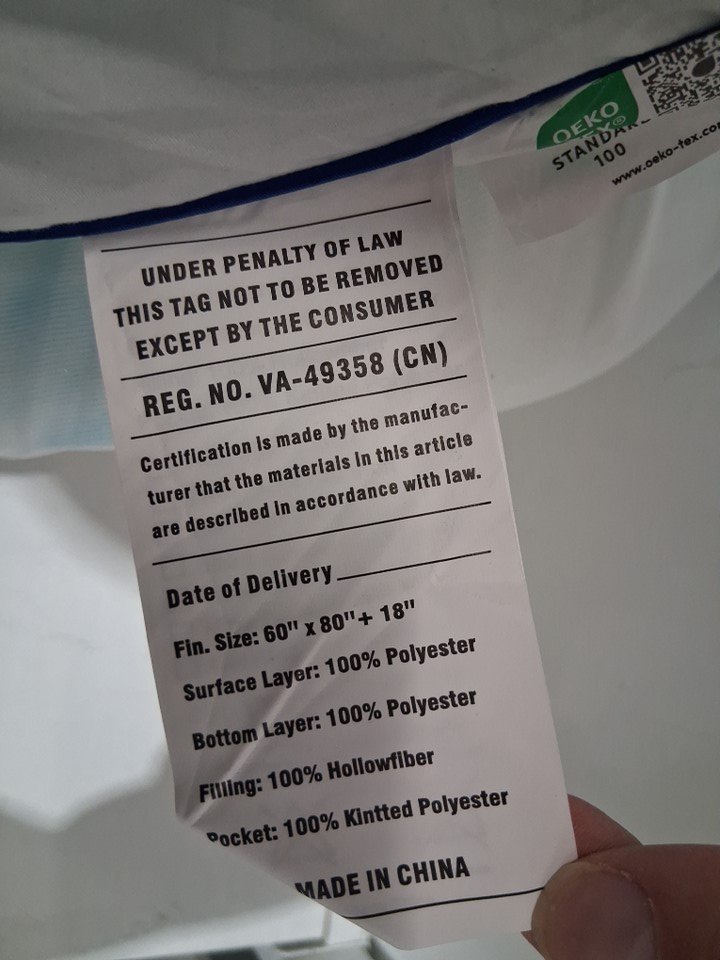 OEKO
TEX®
STANDARD
100
www.oeko-tex.com
UNDER PENALTY OF LAW
THIS TAG NOT TO BE REMOVED
EXCEPT BY THE CONSUMER
REG. NO. VA-49358 (CN)
Certification is made by the manufac-
turer that the materials in this article
are described in accordance with law.
Date of Delivery
Fin. Size: 60" x 80"+ 18"
Surface Layer: 100% Polyester
Bottom Layer: 100% Polyester
Filling: 100% Hollowfiber
Pocket: 100% Kintted Polyester
MADE IN CHINA